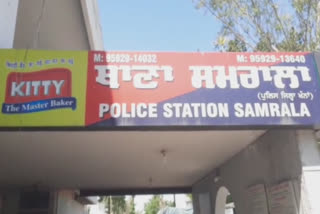 M: 95929-14032
M: 95929-13640
KITTY
The Master Baker
ਥਾਣਾ ਸਮਰਾਲਾ
(ਪੁਲਿਸ ਜ਼ਿਲ੍ਹਾ ਖੰਨਾ)
POLICE STATION SAMRALA